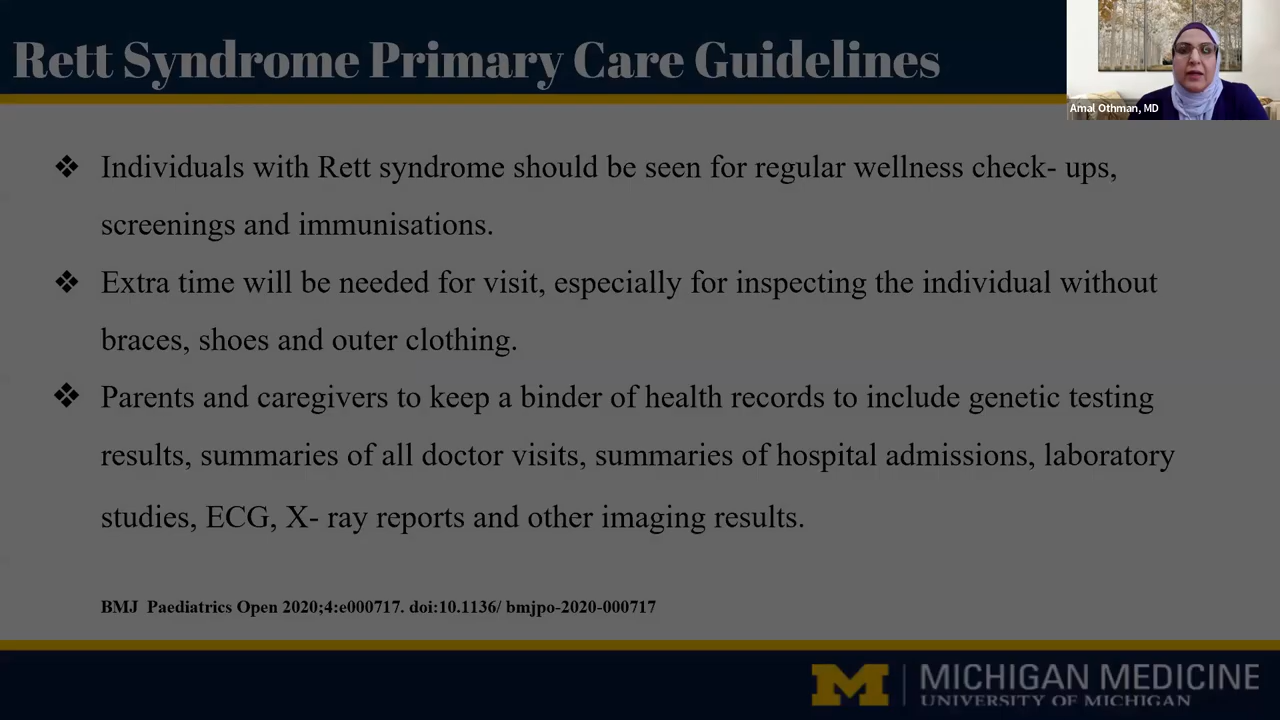 Rett Syndrome Primary Care Guidelines
Amal Othman, MD
❖ Individuals with Rett syndrome should be seen for regular wellness check- ups,
screenings and immunisations.
❖ Extra time will be needed for visit, especially for inspecting the individual without
braces, shoes and outer clothing.
❖ Parents and caregivers to keep a binder of health records to include genetic testing
results, summaries of all doctor visits, summaries of hospital admissions, laboratory
studies, ECG, X- ray reports and other imaging results.
BMJ Paediatrics Open 2020;4:e000717. doi:10.1136/ bmjpo-2020-000717
M MICHIGAN MEDICINE
UNIVERSITY OF MICHIGAN